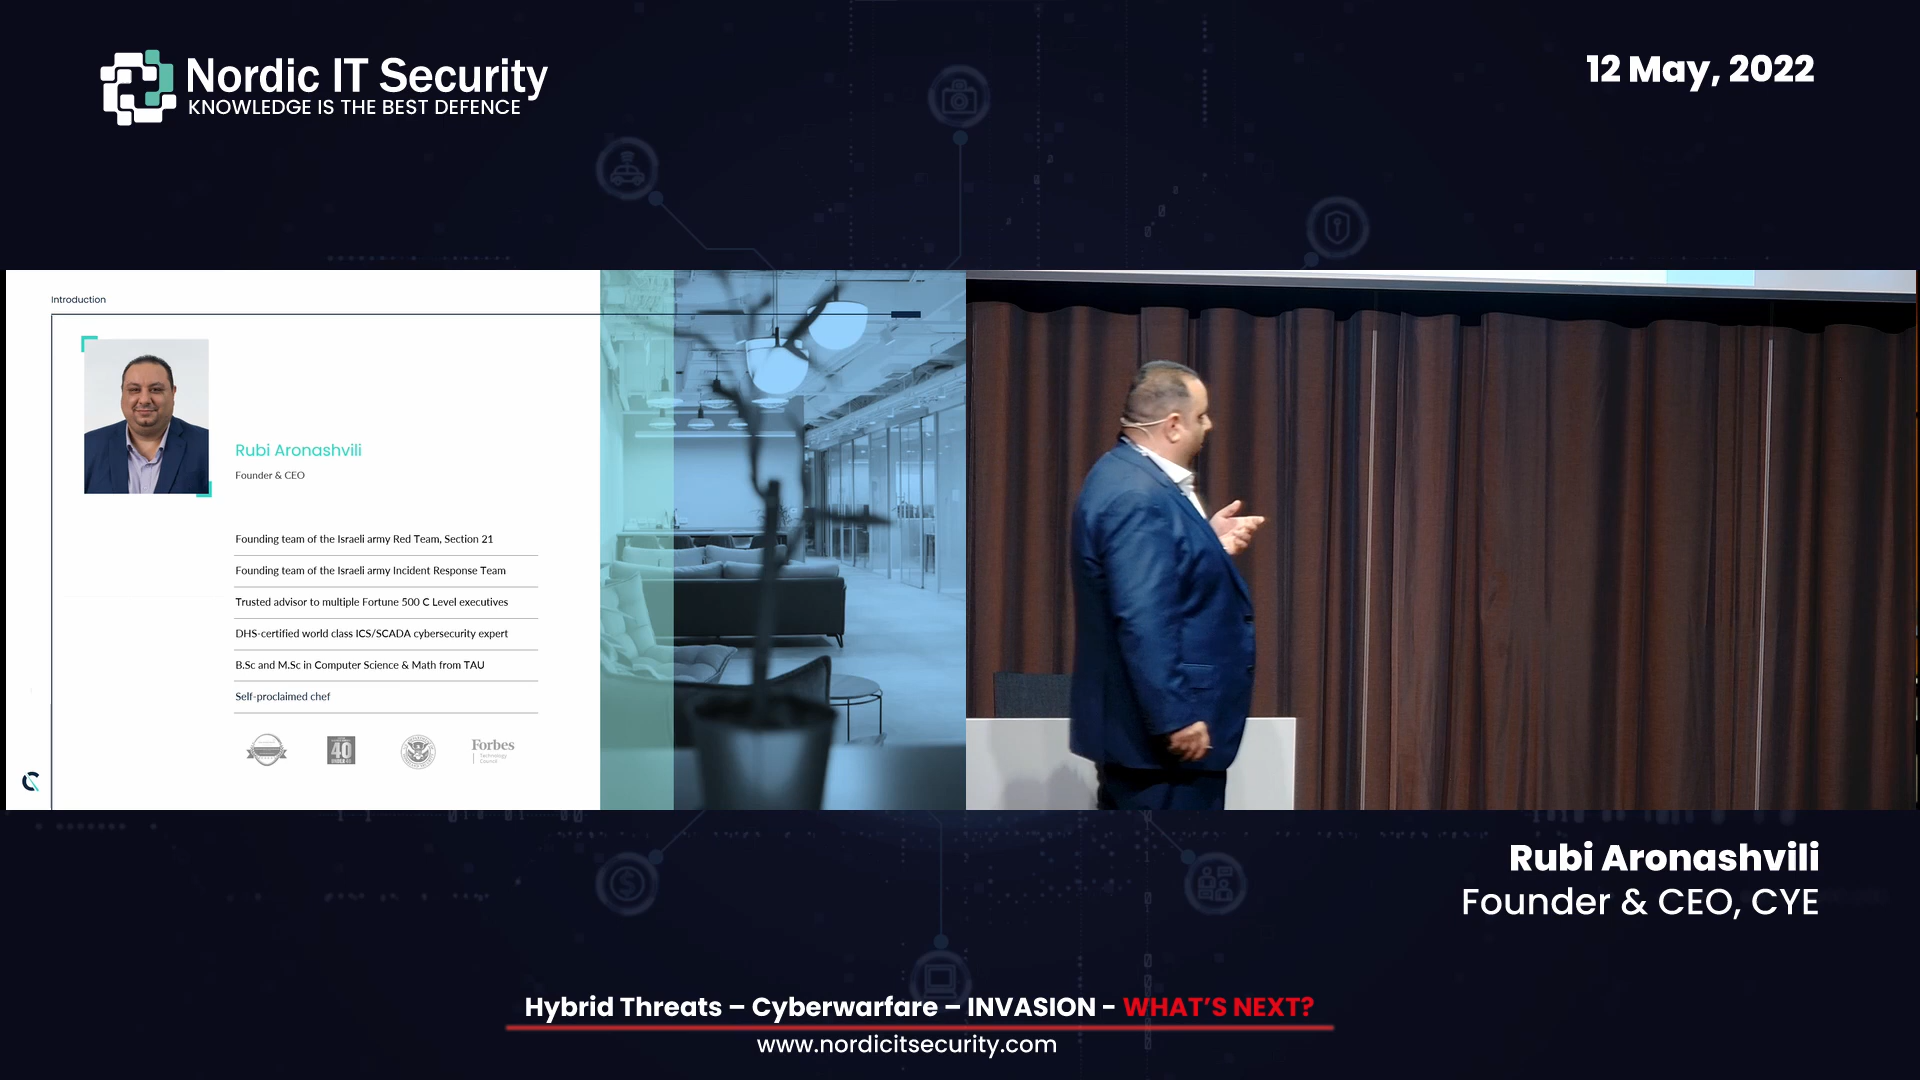 Nordic IT Security
KNOWLEDGE IS THE BEST DEFENCE
12 May, 2022
Introduction
Rubi Aronashvili
Founder & CEO
Founding team of the Israeli army Red Team, Section 21
Founding team of the Israeli army Incident Response Team
Trusted advisor to multiple Fortune 500 C Level executives
DHS-certified world class ICS/SCADA cybersecurity expert
B.Sc and M.Sc in Computer Science & Math from TAU
Self-proclaimed chef
40
Forbes
Technology
Council
Rubi Aronashvili
Founder & CEO, CYE
Hybrid Threats – Cyberwarfare – INVASION - WHAT'S NEXT?
www.nordicitsecurity.com